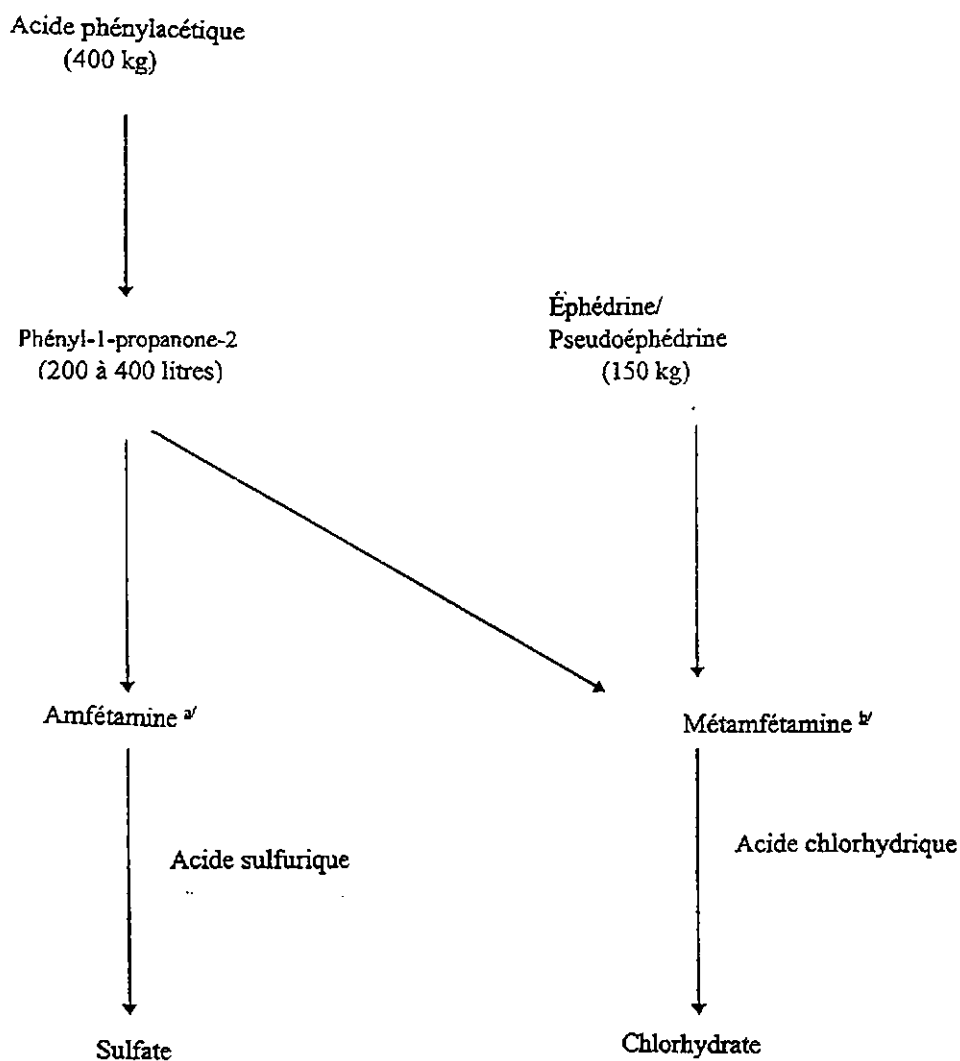 Acide phénylacétique
(400 kg)
Phényl-1-propanone-2
(200 à 400 litres)
Éphédrine/
Pseudoéphédrine
(150 kg)
Amfétamine a/
Métamfétamine b/
Acide sulfurique
Acide chlorhydrique
Sulfate
Chlorhydrate